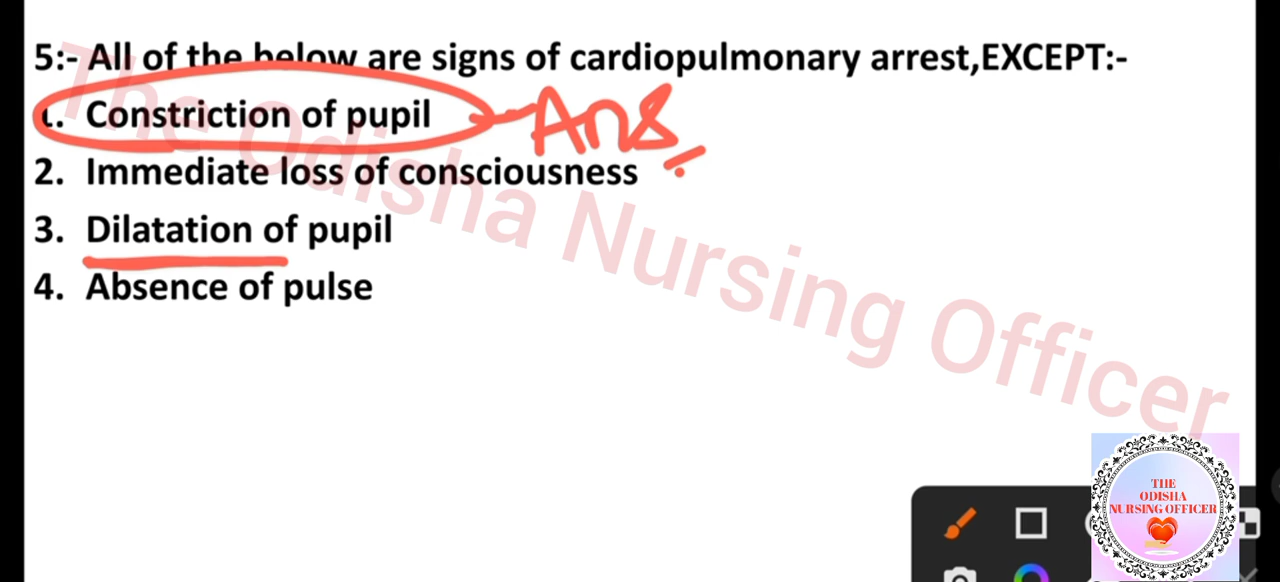 5:- All of the below are signs of cardiopulmonary arrest,EXCEPT:-
1. Constriction of pupil
Ans.
2. Immediate loss of consciousness
3. Dilatation of pupil
4. Absence of pulse
The Odisha Nursing Officer
THE
ODISHA
NURSING OFFICER